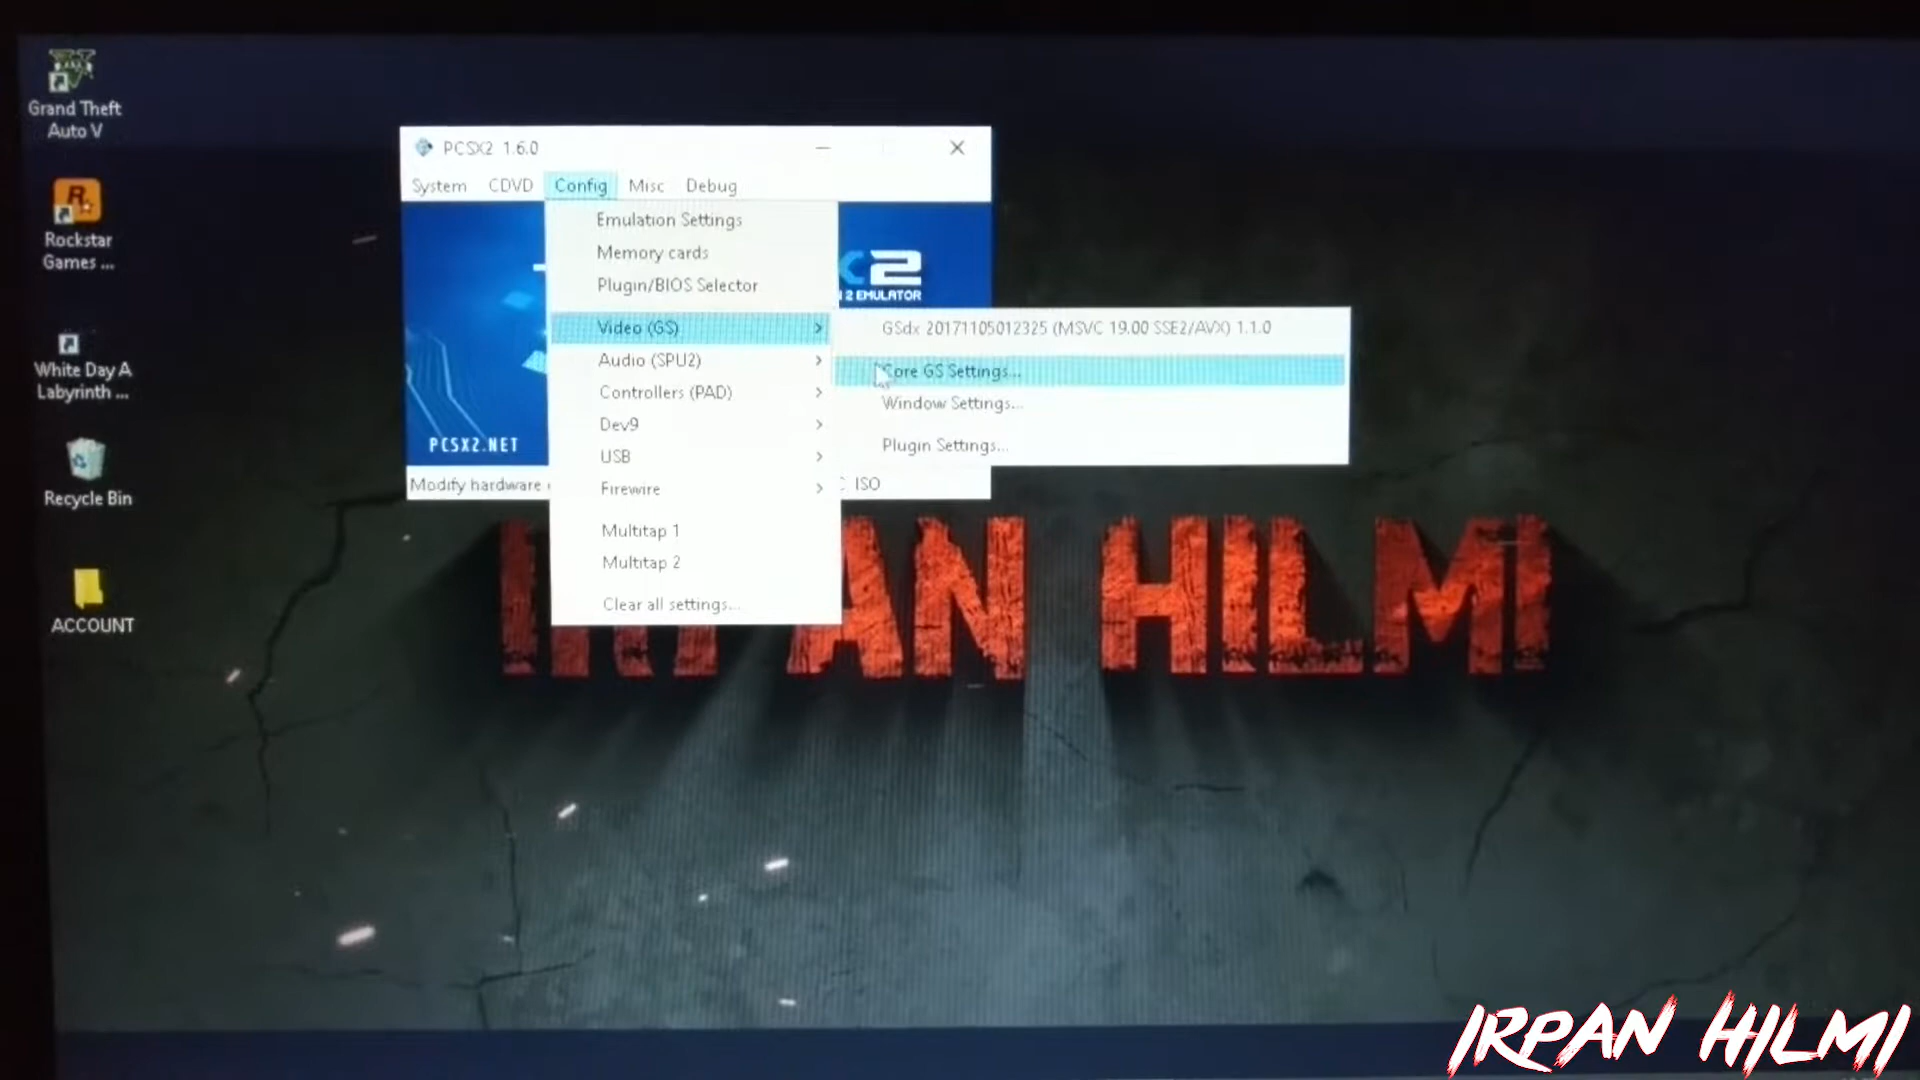 Grand Theft
Auto V
Rockstar
Games ...
White Day A
Labyrinth ...
Recycle Bin
ACCOUNT
PCSX2 1.6.0
System CDVD Config Misc Debug
Emulation Settings
Memory cards
Plugin/BIOS Selector
Video (GS)
Audio (SPU2)
Controllers (PAD)
Dev9
USB
Firewire
Multitap 1
Multitap 2
Clear all settings...
GSdx 20171105012325 (MSVC 19.00 SSE2/AVX) 1.1.0
Core GS Settings...
Window Settings...
Plugin Settings...
2
2 EMULATOR
PCSX2.NET
Modify hardware
ISO
AN HILMI
IRPAN HILMI